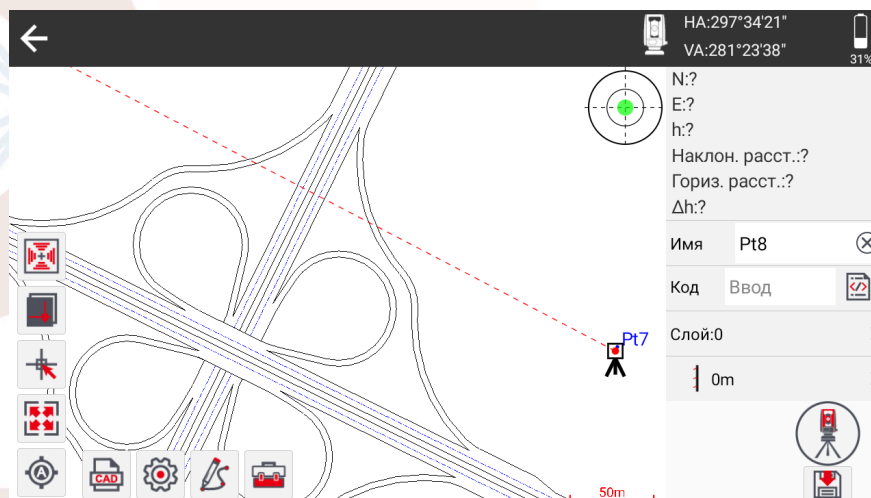 HA:297°34'21"
VA:281°23'38"
31%
N:?
E:?
h:?
Наклон. расст.:?
Гориз. расст.:?
Δh:?
Имя Pt8
Код Ввод
Слой:0
0m
Pt7
A
CAD
50m